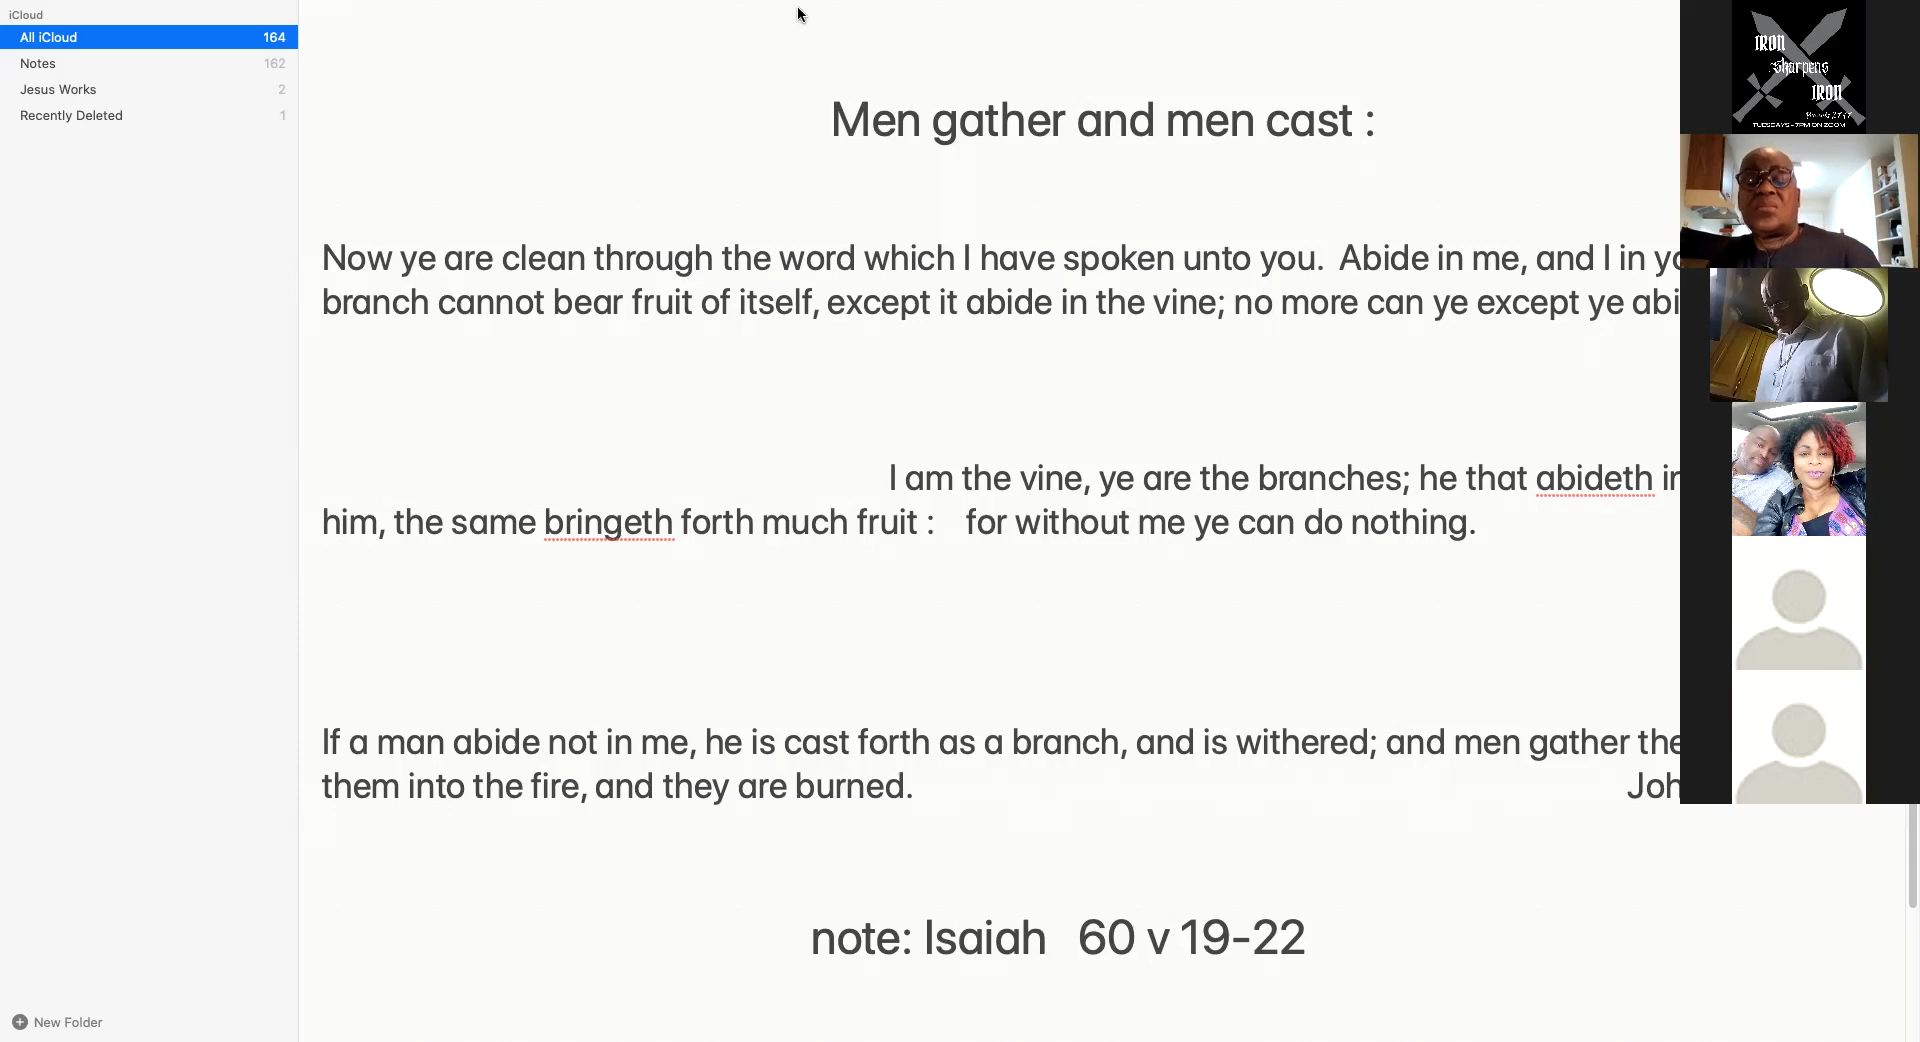 iCloud
All iCloud 164
Notes 162
Jesus Works 2
Recently Deleted 1
New Folder
Men gather and men cast :
Now ye are clean through the word which I have spoken unto you.  Abide in me, and I in
branch cannot bear fruit of itself, except it abide in the vine; no more can ye except ye
I am the vine, ye are the branches; he that abideth
him, the same bringeth forth much fruit :   for without me ye can do nothing.
If a man abide not in me, he is cast forth as a branch, and is withered; and men gather
them into the fire, and they are burned.
note: Isaiah   60 v 19-22
IRON
Sharpens
IRON
TUESDAYS - 7PM ON ZOOM